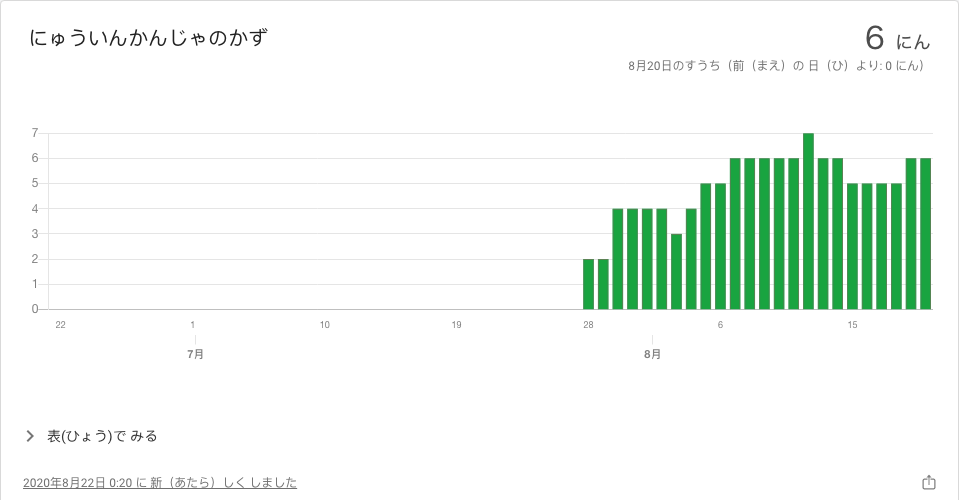 にゅういんかんじゃのかず
6 にん
8月20日のすうち（前（まえ）の 日（ひ）より: 0 にん）
7
6
5
4
3
2
1
0
22 1 10 19 28 6 15
7月 8月
表(ひょう)で みる
2020年8月22日 0:20 に 新（あたら）しく しました